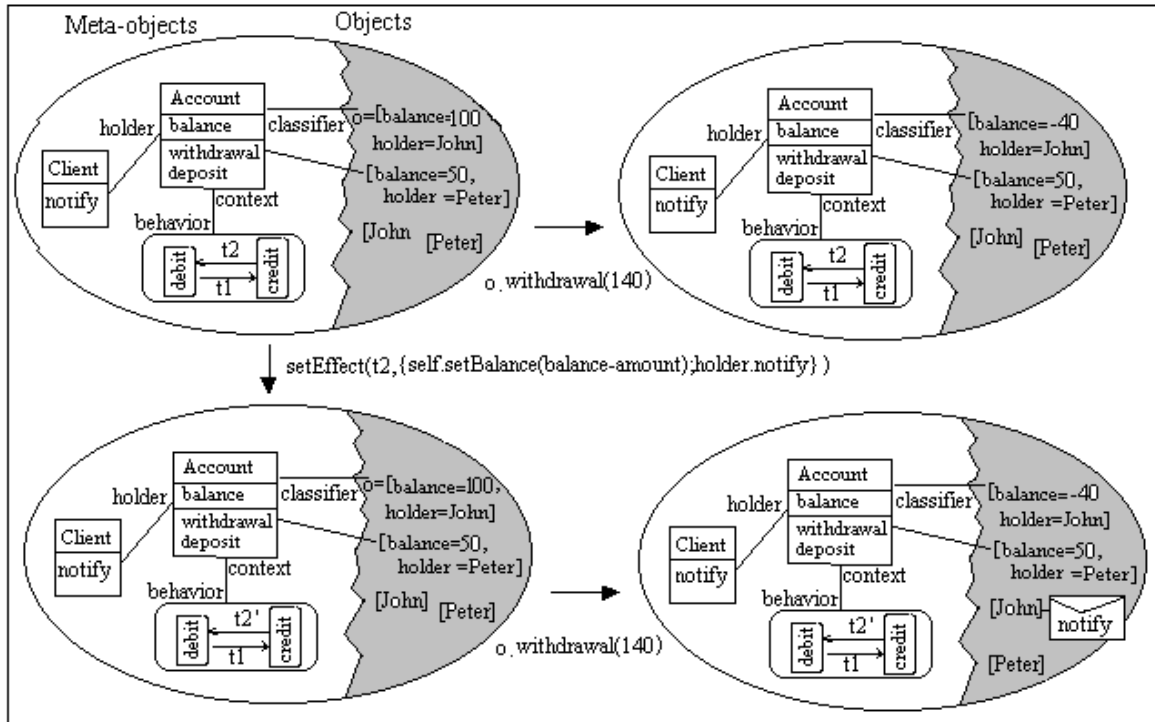 Meta-objects
Objects
Account
balance
withdrawal
deposit
holder
Client
notify
classifier
context
behavior
debit
t2
t1
credit
o=[balance=100
holder=John]
[balance=50,
holder =Peter]
[John
[Peter]
o.withdrawal(140)
Account
balance
withdrawal
deposit
holder
Client
notify
classifier
context
behavior
debit
t2
t1
credit
[balance=-40
holder=John]
[balance=50,
holder =Peter]
[John]
[Peter]
setEffect(t2,{self.setBalance(balance-amount);holder.notify} )
Account
balance
withdrawal
deposit
holder
Client
notify
classifier
context
behavior
debit
t2'
t1
credit
o=[balance=100,
holder=John]
[balance=50,
holder =Peter]
[John]
[Peter]
o.withdrawal(140)
Account
balance
withdrawal
deposit
holder
Client
notify
classifier
context
behavior
debit
t2'
t1
credit
[balance=-40
holder=John]
[balance=50,
holder =Peter]
[John]
notify
[Peter]